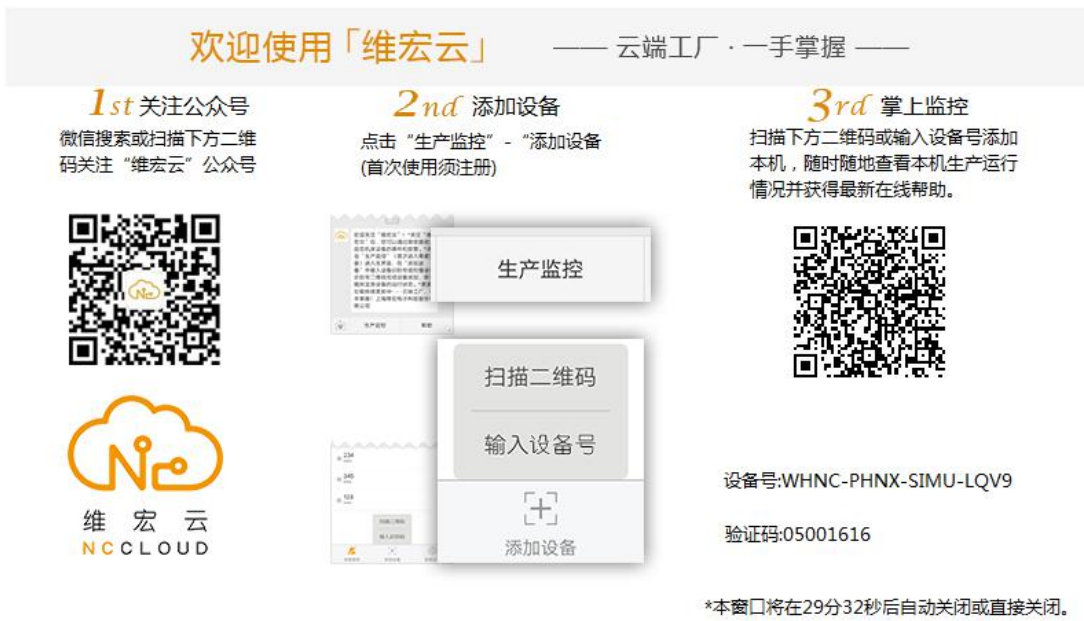 欢迎使用「维宏云」 —— 云端工厂·一手掌握 ——
1st 关注公众号
微信搜索或扫描下方二维
码关注“维宏云”公众号
2nd 添加设备
点击“生产监控”-“添加设备
(首次使用须注册)
3rd 掌上监控
扫描下方二维码或输入设备号添加
本机，随时随地查看本机生产运行
情况并获得最新在线帮助。
生产监控
生产监控
扫描二维码
输入设备号
添加设备
234
345
123
维宏云
NCCLOUD
设备号:WHNC-PHNX-SIMU-LQV9
验证码:05001616
*本窗口将在29分32秒后自动关闭或直接关闭。